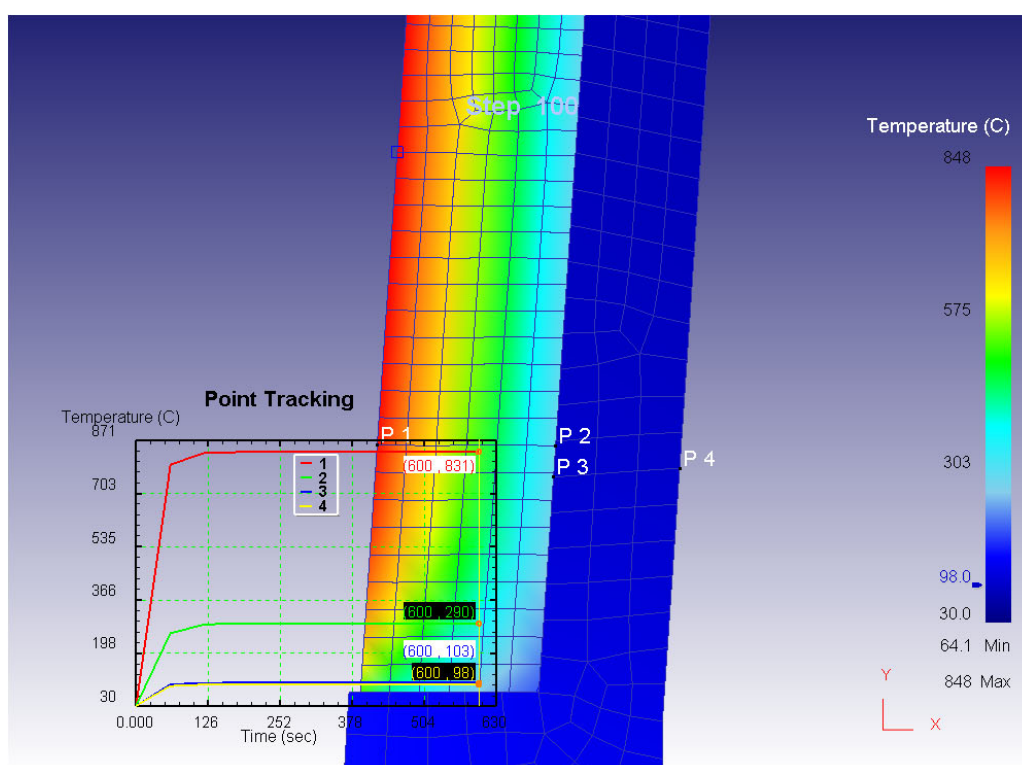 Step 100
Temperature (C)
848
575
303
98.0
30.0
64.1 Min
848 Max
Y
X
Point Tracking
Temperature (C)
871
703
535
366
198
30
0.000
126
252
378
504
630
Time (sec)
1
2
3
4
(600 , 831)
(600 , 290)
(600 , 103)
(600 , 98)
P 1
P 2
P 3
P 4